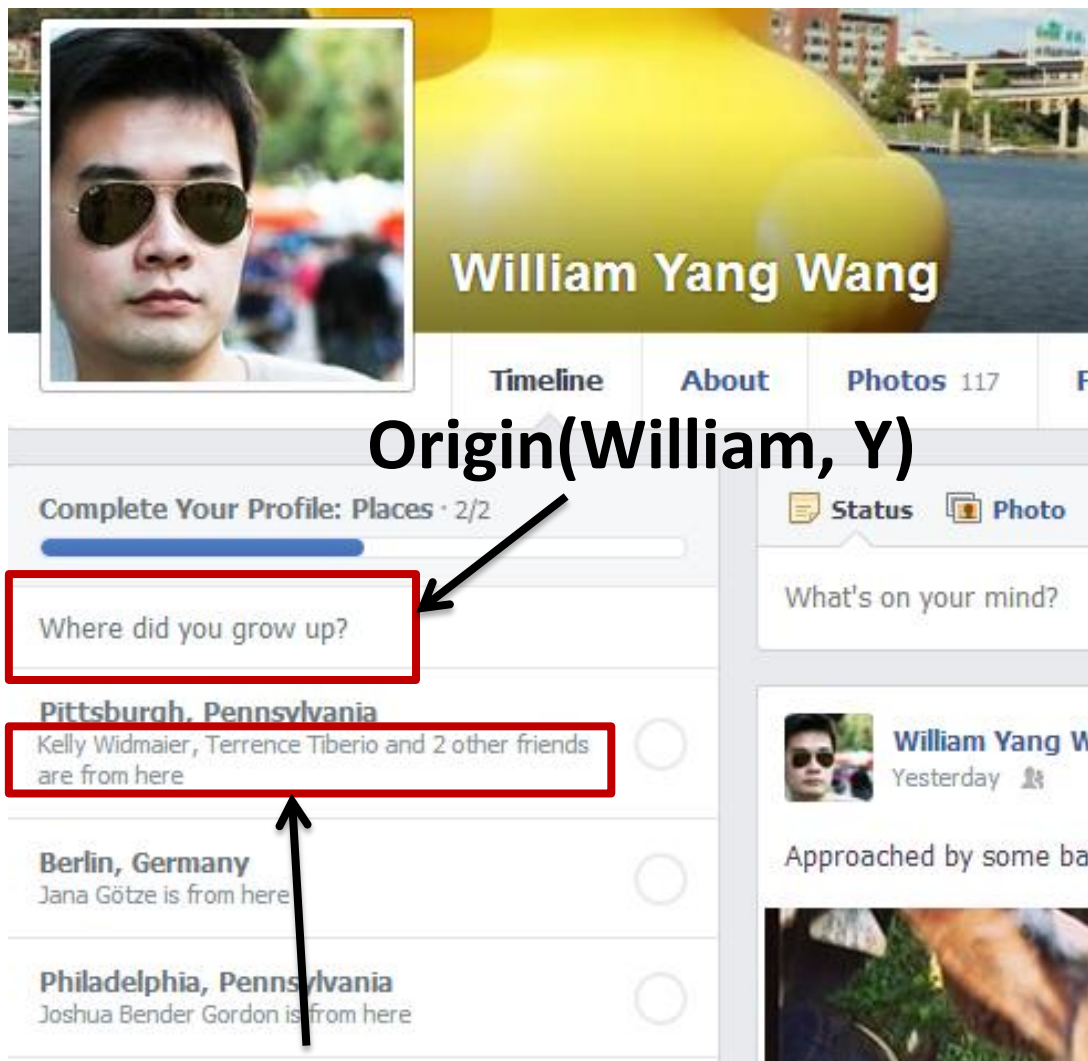 William Yang Wang
Timeline About Photos 117
Origin(William, Y)
Complete Your Profile: Places · 2/2
Where did you grow up?
Pittsburgh, Pennsylvania
Kelly Widmaier, Terrence Tiberio and 2 other friends
are from here
Berlin, Germany
Jana Götze is from here
Philadelphia, Pennsylvania
Joshua Bender Gordon is from here
Status Photo
What's on your mind?
William Yang W
Yesterday
Approached by some ba